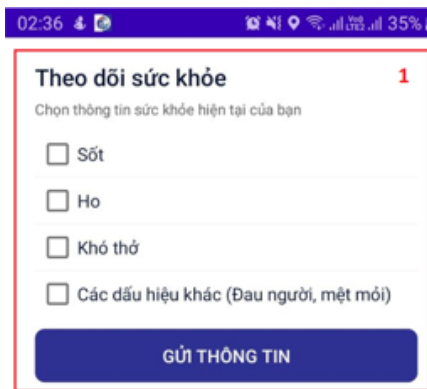 02:36 35%
Theo dõi sức khỏe 1
Chọn thông tin sức khỏe hiện tại của bạn
Sốt
Ho
Khó thở
Các dấu hiệu khác (Đau người, mệt mỏi)
GỬI THÔNG TIN